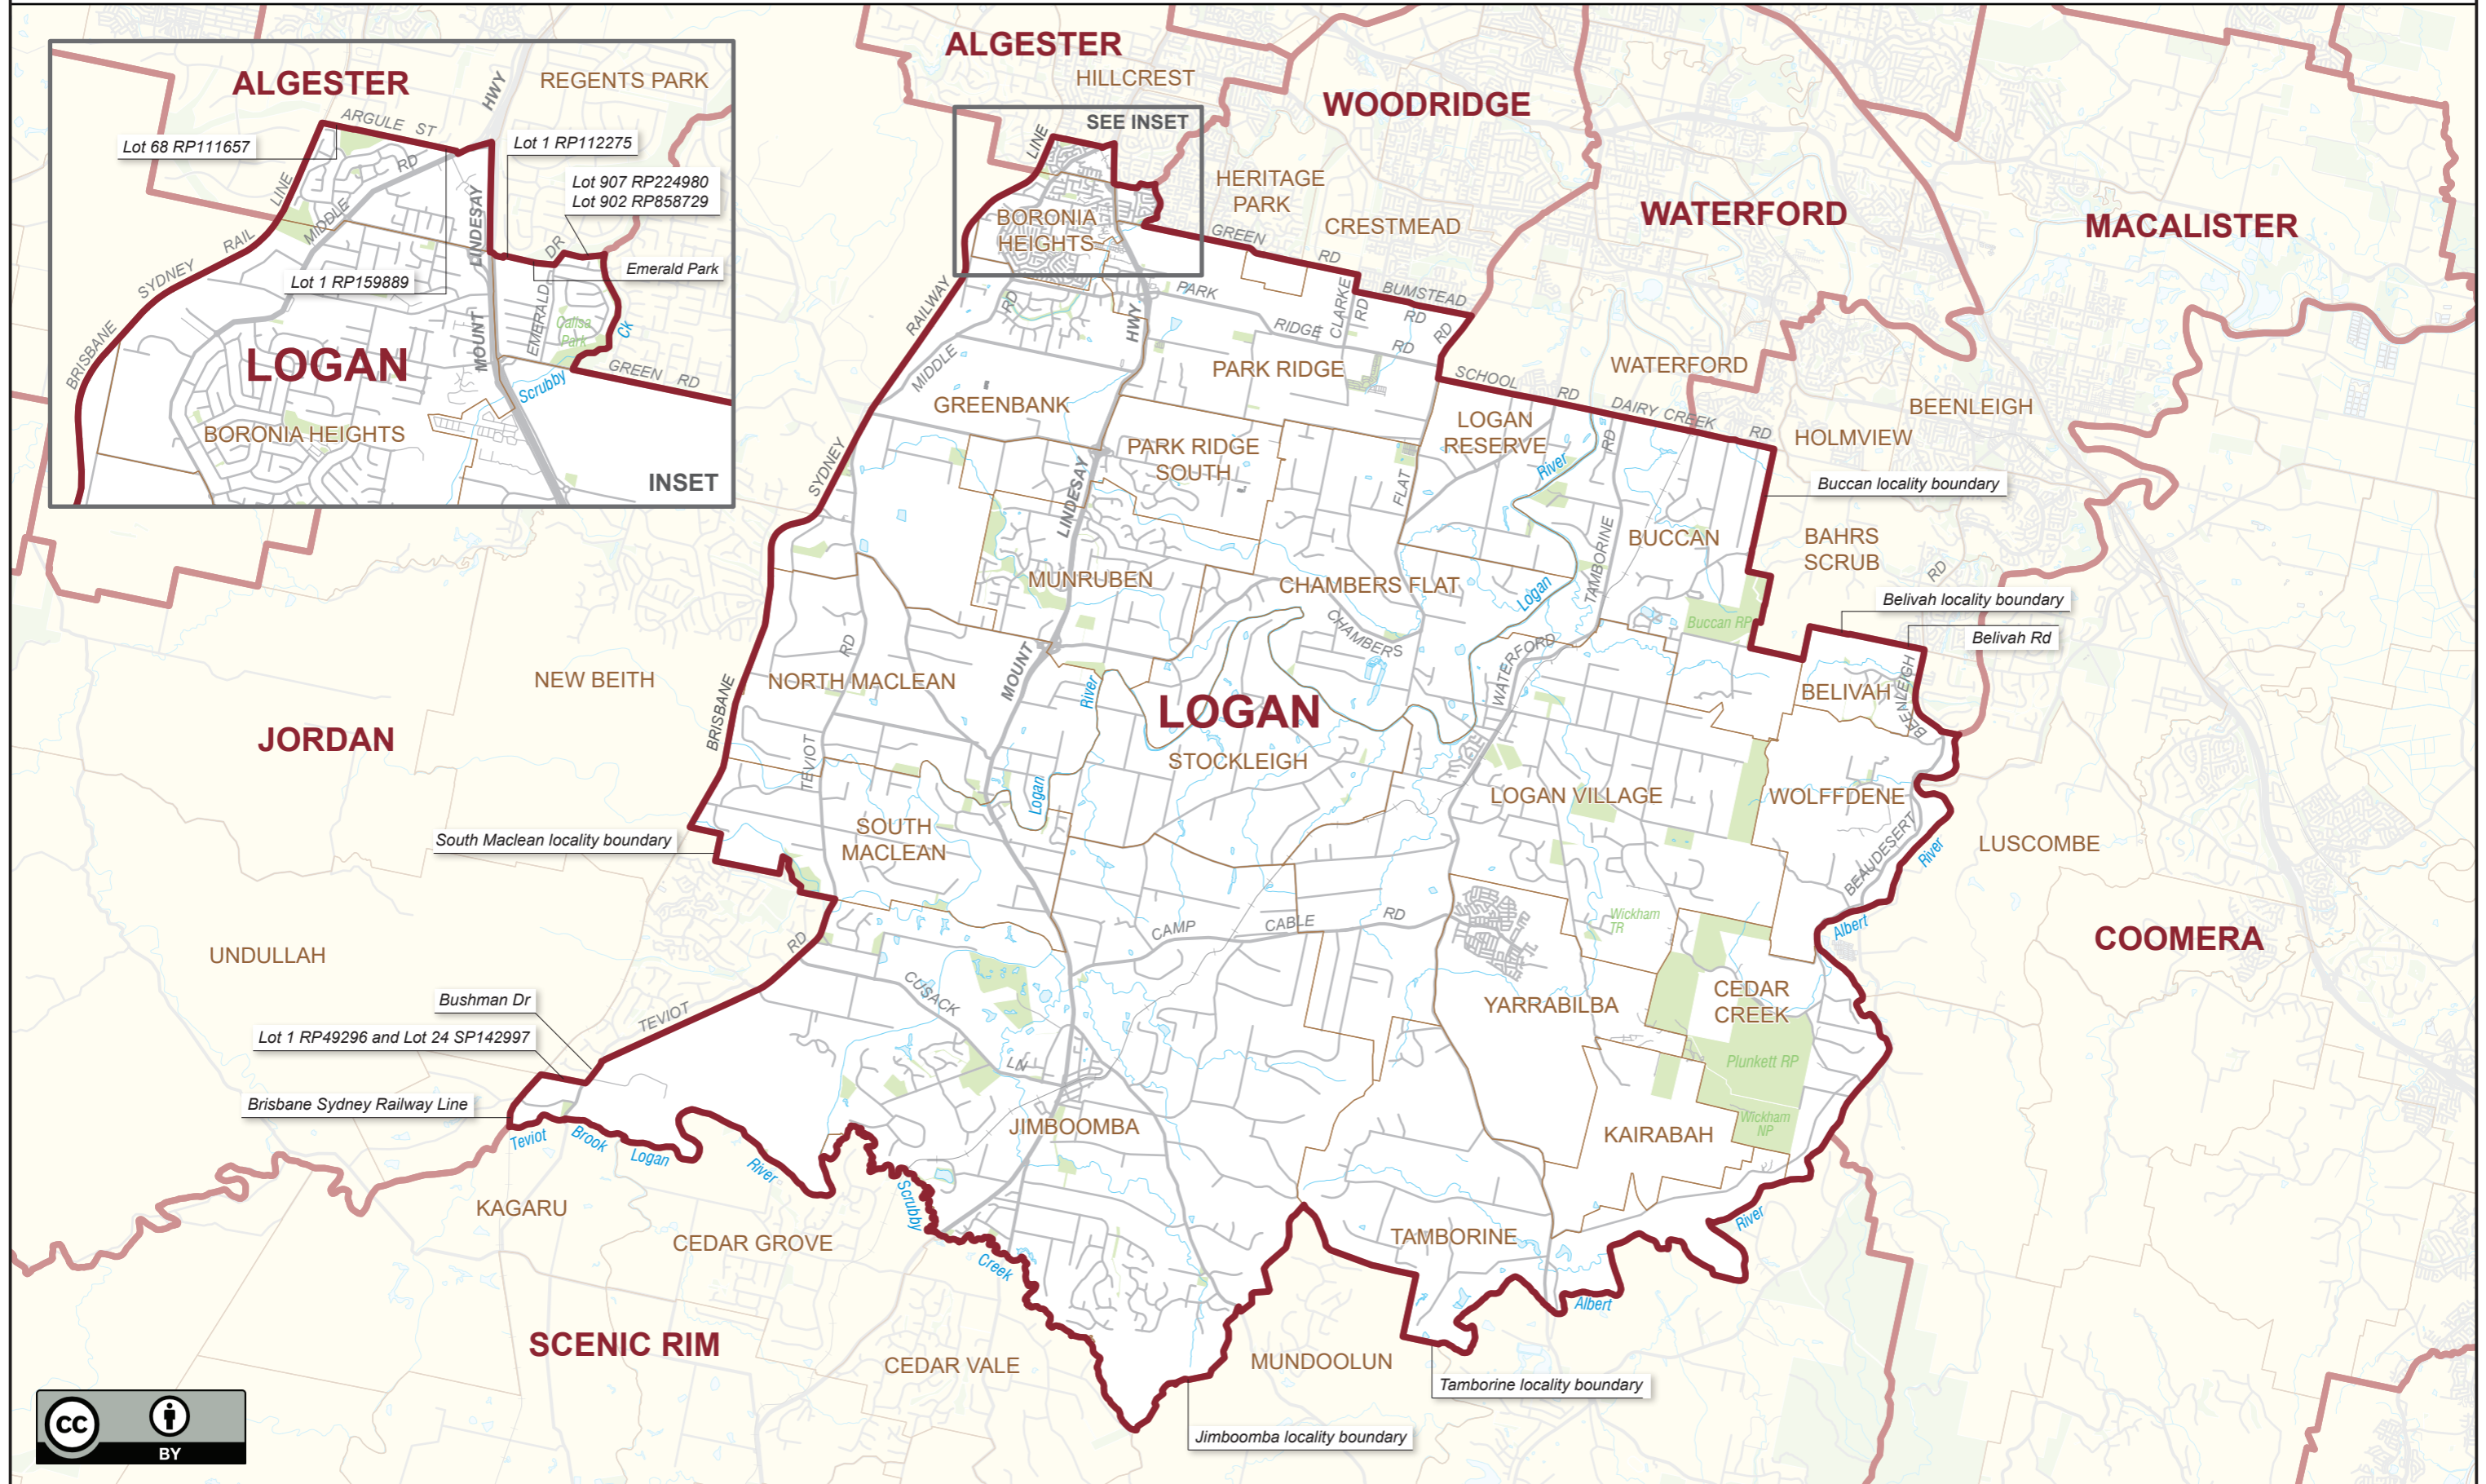 ALGESTER
REGENTS PARK
HWY
ARGULE ST
Lot 68 RP111657
Lot 1 RP112275
RD
LINE
MIDDLE
Lot 907 RP224980
Lot 902 RP858729
LINDESAY
RAIL
DR
Emerald Park
SYDNEY
Lot 1 RP159889
EMERALD
Calisa
Park
Ck
BRISBANE
LOGAN
MOUNT
GREEN RD
Scrubby
BORONIA HEIGHTS
INSET
ALGESTER
HILLCREST
WOODRIDGE
SEE INSET
LINE
HERITAGE
PARK
CRESTMEAD
WATERFORD
MACALISTER
BORONIA
HEIGHTS
GREEN
RD
RAILWAY
RD
PARK
CLARKE
RD
BUMSTEAD
RD
RIDGE
RD
RD
HWY
MIDDLE
PARK RIDGE
WATERFORD
SCHOOL
RD
DAIRY CREEK
RD
GREENBANK
LOGAN
RESERVE
BEENLEIGH
HOLMVIEW
PARK RIDGE
SOUTH
RD
River
SYDNEY
LINDESAY
FLAT
Buccan locality boundary
TAMBORINE
BUCCAN
BAHRS
SCRUB
RD
MUNRUBEN
CHAMBERS FLAT
Logan
CHAMBERS
Belivah locality boundary
Buccan RP
Belivah Rd
RD
NEW BEITH
NORTH MACLEAN
MOUNT
River
WATERFORD
BELIVAH
BEENLEIGH
BRISBANE
LOGAN
JORDAN
TEVIOT
STOCKLEIGH
Logan
LOGAN VILLAGE
WOLFFDENE
SOUTH
MACLEAN
South Maclean locality boundary
BEAUDESERT
River
LUSCOMBE
CAMP
CABLE
RD
Wickham
TR
Albert
COOMERA
RD
UNDULLAH
CUSACK
YARRABILBA
CEDAR
CREEK
Bushman Dr
TEVIOT
Lot 1 RP49296 and Lot 24 SP142997
LN
Plunkett RP
Brisbane Sydney Railway Line
JIMBOOMBA
Wickham
NP
KAIRABAH
Teviot
Brook
Logan
River
KAGARU
Scrubby
CEDAR GROVE
TAMBORINE
River
Creek
Albert
SCENIC RIM
CEDAR VALE
MUNDOOLUN
Tamborine locality boundary
Jimboomba locality boundary
CC
BY